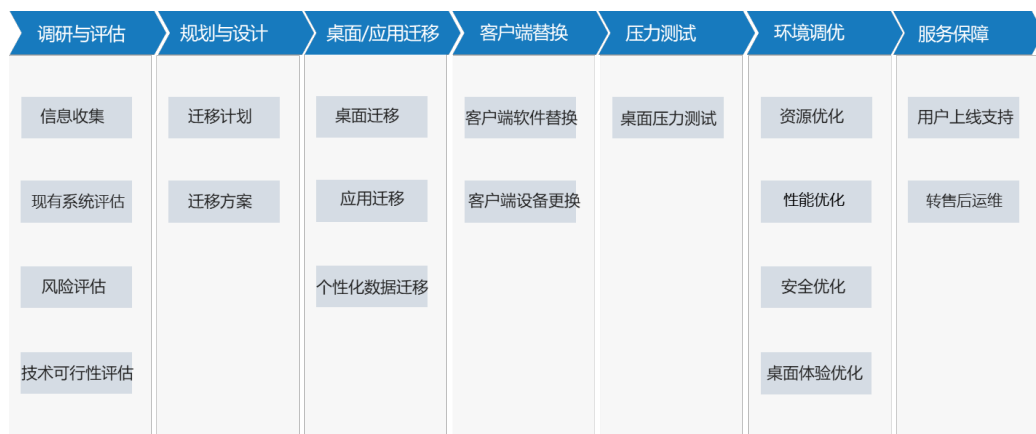 调研与评估
规划与设计
桌面/应用迁移
客户端替换
压力测试
环境调优
服务保障
信息收集
现有系统评估
风险评估
技术可行性评估
迁移计划
迁移方案
桌面迁移
应用迁移
个性化数据迁移
客户端软件替换
客户端设备更换
桌面压力测试
资源优化
性能优化
安全优化
桌面体验优化
用户上线支持
转售后运维